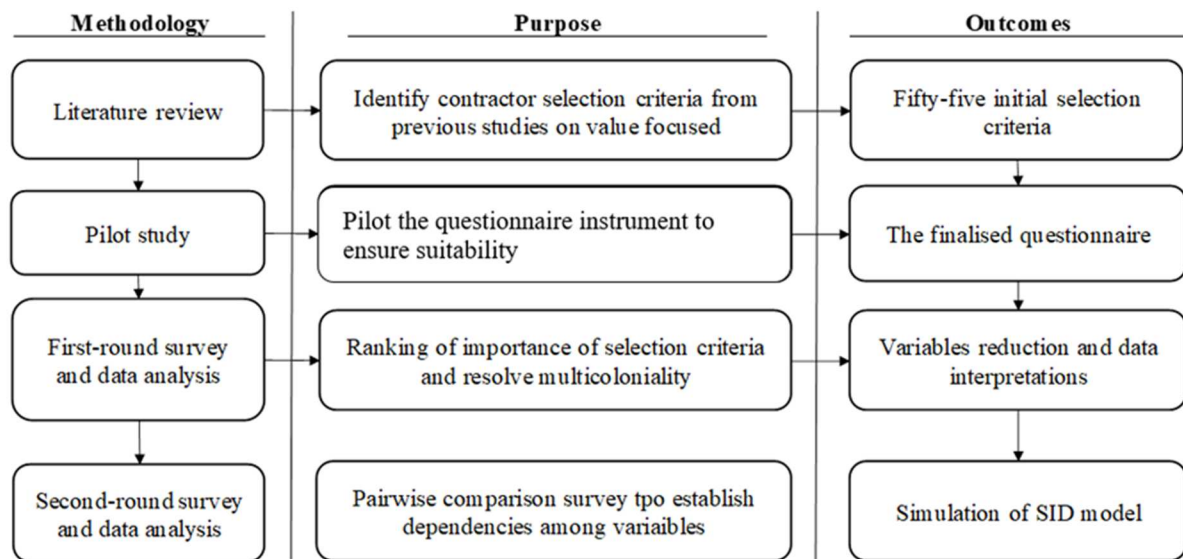 Methodology
Purpose
Outcomes
Literature review
Identify contractor selection criteria from
previous studies on value focused
Fifty-five initial selection
criteria
Pilot study
Pilot the questionnaire instrument to
ensure suitability
The finalised questionnaire
First-round survey
and data analysis
Ranking of importance of selection criteria
and resolve multicoloniality
Variables reduction and data
interpretations
Second-round survey
and data analysis
Pairwise comparison survey tpo establish
dependencies among variaibles
Simulation of SID model